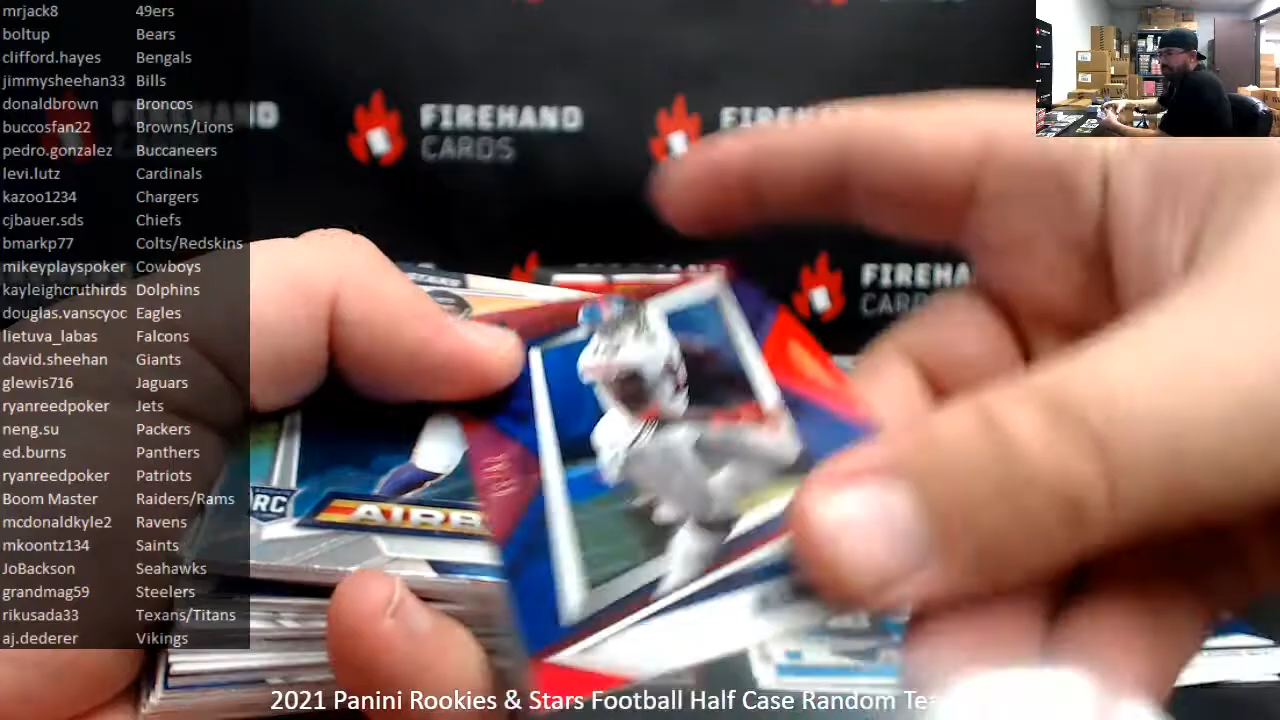 mrjack8 49ers
boltup Bears
clifford.hayes Bengals
jimmysheehan33 Bills
donaldbrown Broncos
buccosfan22 Browns/Lions
pedro.gonzalez Buccaneers
levi.lutz Cardinals
kazoo1234 Chargers
cjbauer.sds Chiefs
bmarkp77 Colts/Redskins
mikeyplayspoker Cowboys
kayleighcruthirds Dolphins
douglas.vanscyoc Eagles
lietuva_labas Falcons
david.sheehan Giants
glewis716 Jaguars
ryanreedpoker Jets
neng.su Packers
ed.burns Panthers
ryanreedpoker Patriots
Boom Master Raiders/Rams
mcdonaldkyle2 Ravens
mkoontz134 Saints
JoBackson Seahawks
grandmag59 Steelers
rikusada33 Texans/Titans
aj.dederer Vikings
FIREHAND
CARDS
FIREHAND
FIREHA
CARD
RC
AIRB
2021 Panini Rookies & Stars Football Half Case Random Tea